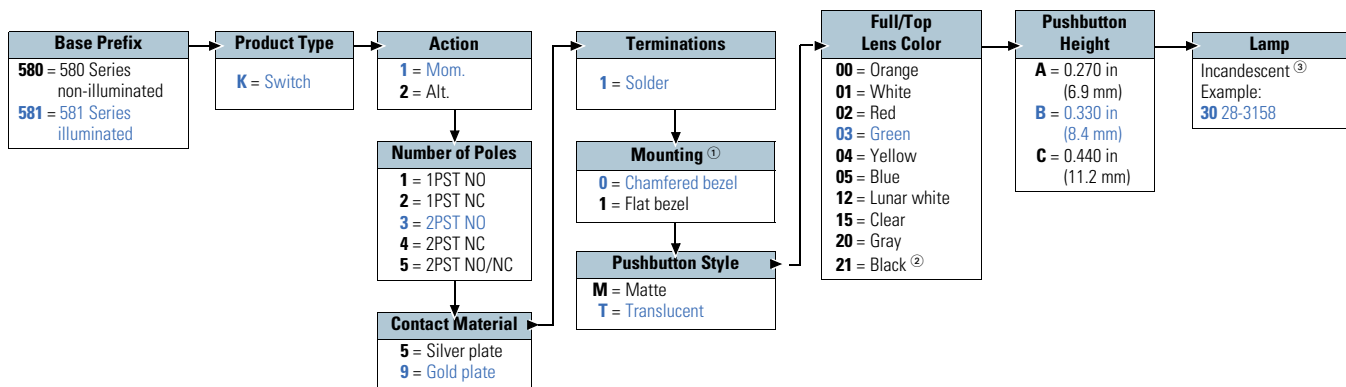 Base Prefix
580 = 580 Series
non-illuminated
581 = 581 Series
illuminated
Product Type
K = Switch
Action
1 = Mom.
2 = Alt.
Number of Poles
1 = 1PST NO
2 = 1PST NC
3 = 2PST NO
4 = 2PST NC
5 = 2PST NO/NC
Contact Material
5 = Silver plate
9 = Gold plate
Terminations
1 = Solder
Mounting ①
0 = Chamfered bezel
1 = Flat bezel
Pushbutton Style
M = Matte
T = Translucent
Full/Top
Lens Color
00 = Orange
01 = White
02 = Red
03 = Green
04 = Yellow
05 = Blue
12 = Lunar white
15 = Clear
20 = Gray
21 = Black ②
Pushbutton
Height
A = 0.270 in
(6.9 mm)
B = 0.330 in
(8.4 mm)
C = 0.440 in
(11.2 mm)
Lamp
Incandescent ③
Example:
30 28-3158